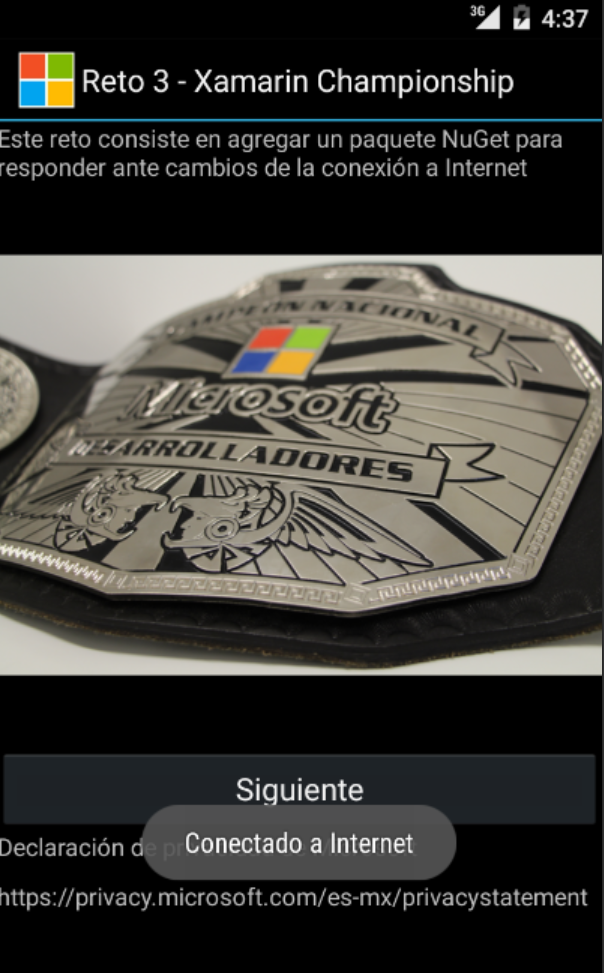 3G 4:37
Reto 3 - Xamarin Championship
Este reto consiste en agregar un paquete NuGet para
responder ante cambios de la conexión a Internet
CAMPEON NACIONAL
Microsoft
DESARROLLADORES
Siguiente
Conectado a Internet
Declaración de
https://privacy.microsoft.com/es-mx/privacystatement